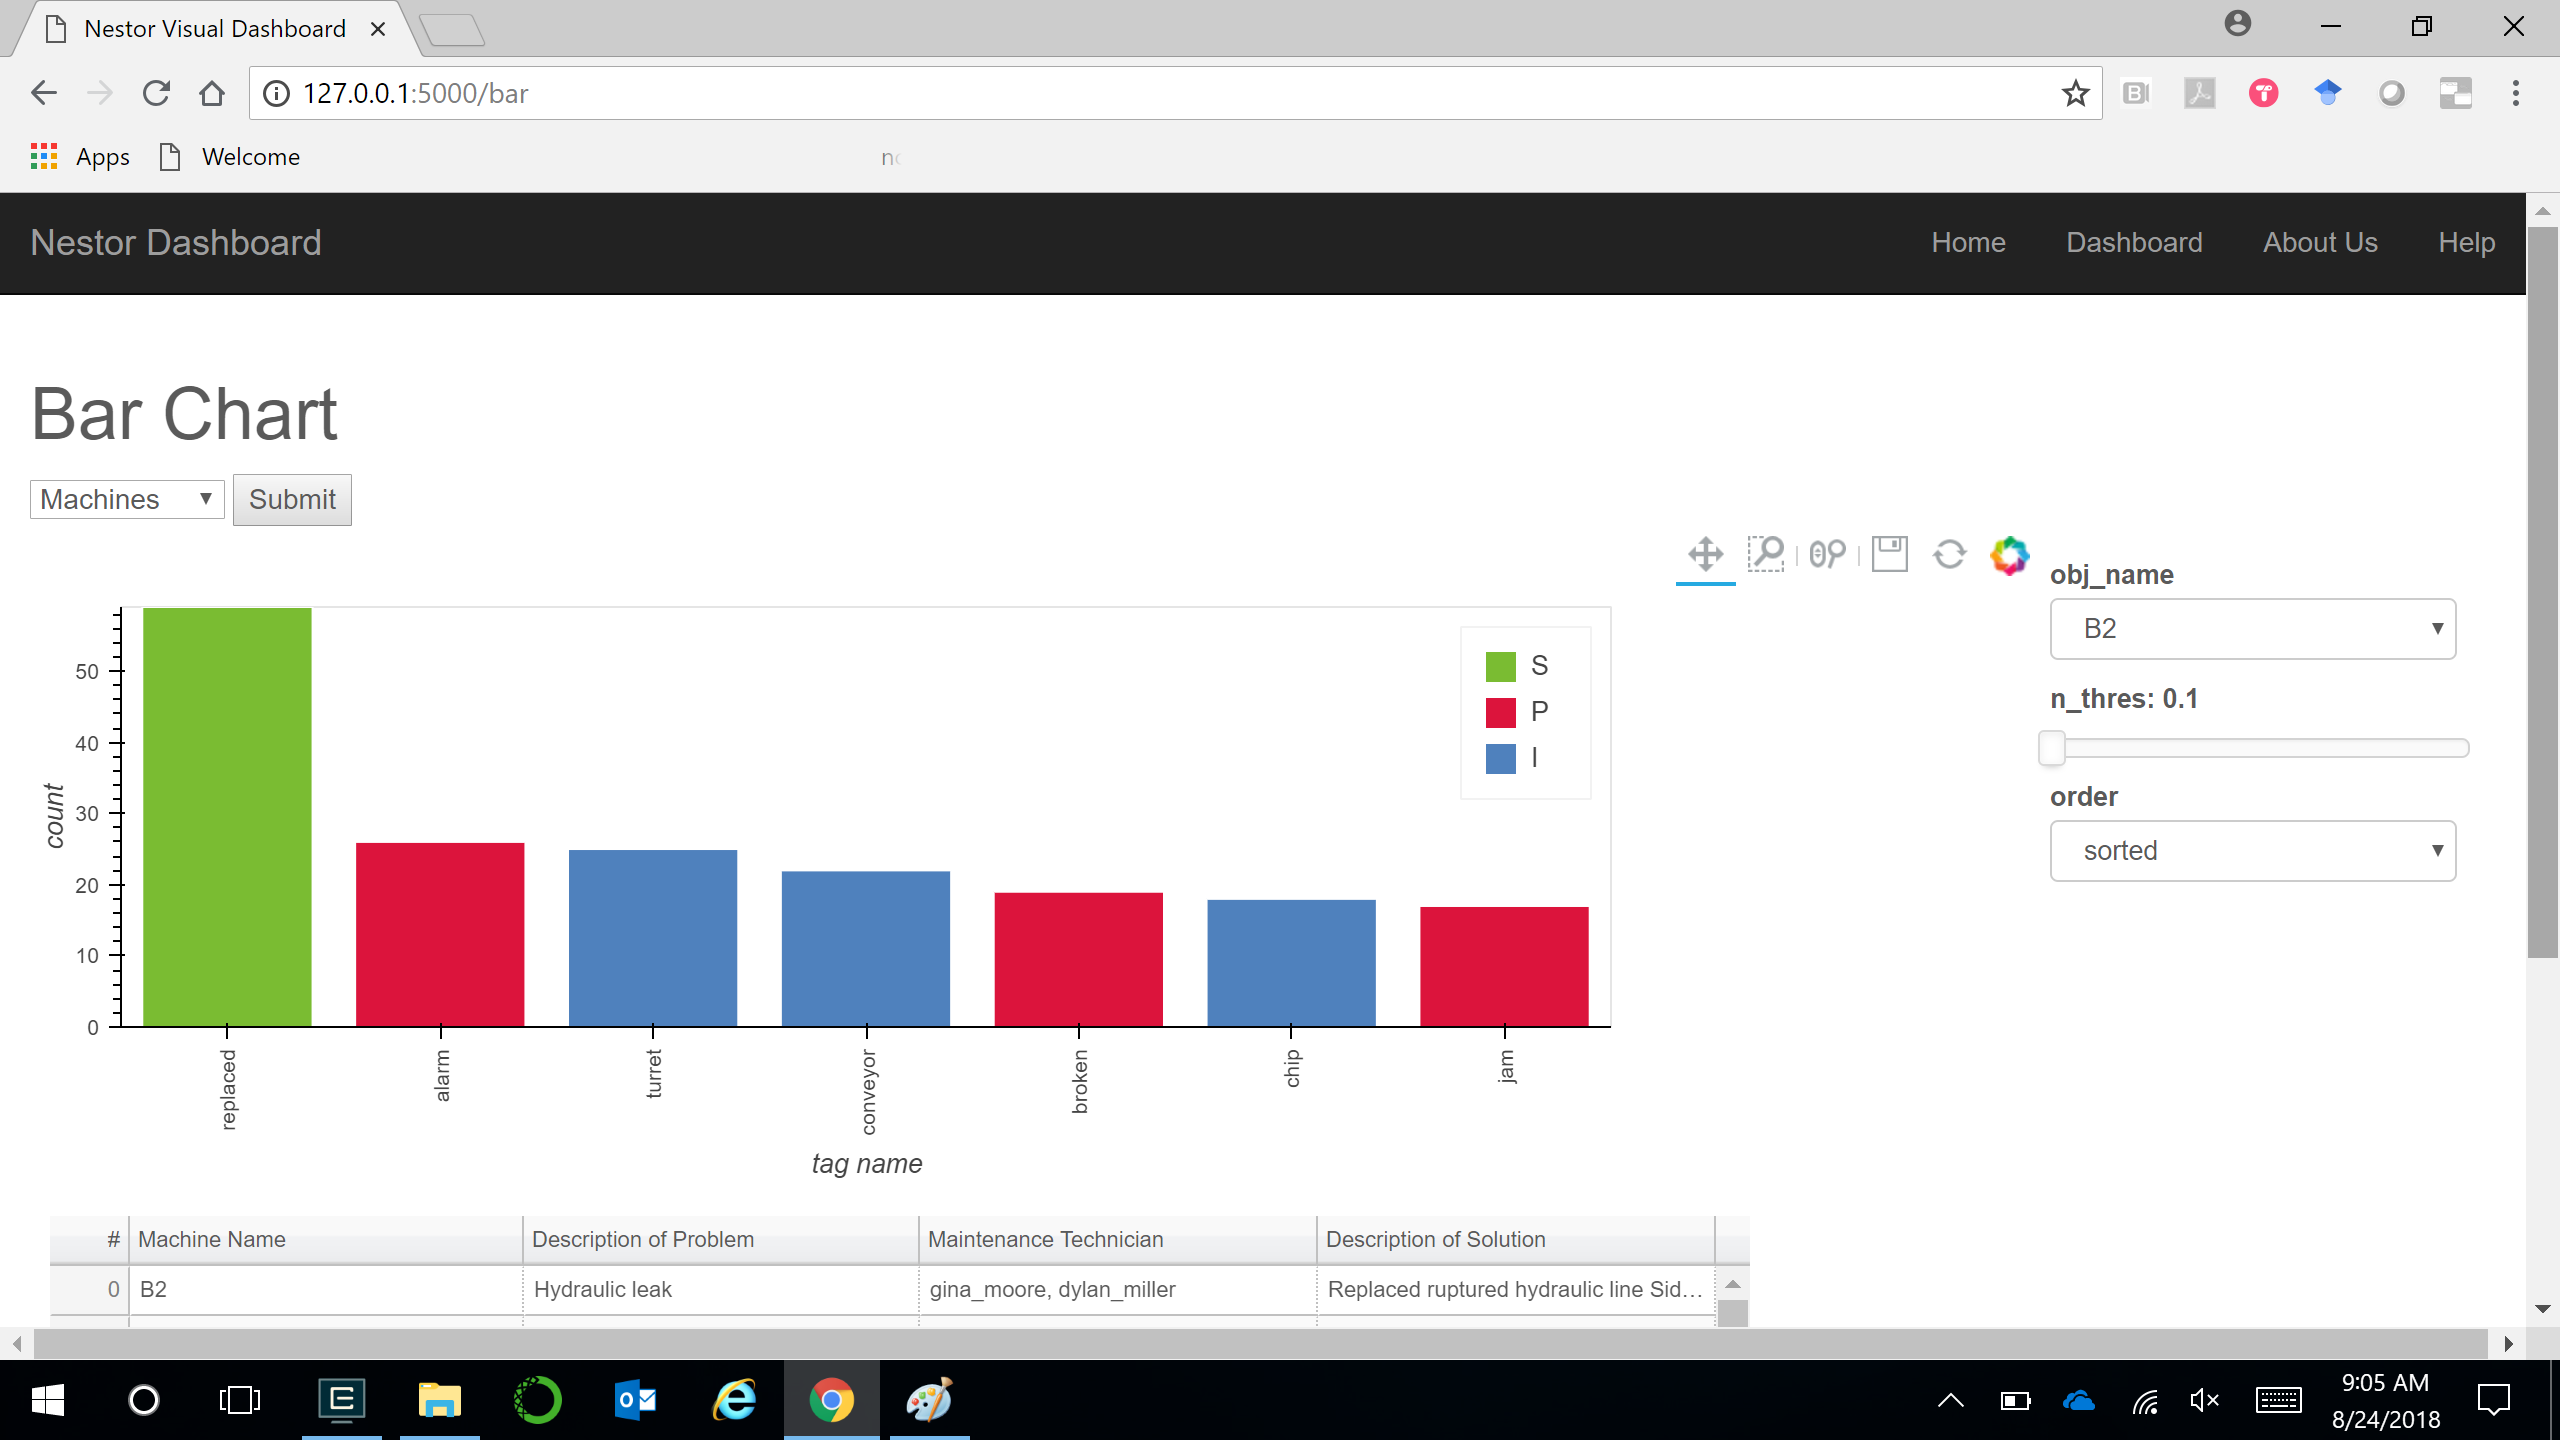 Nestor Visual Dashboard
127.0.0.1:5000/bar
Apps Welcome
Nestor Dashboard Home Dashboard About Us Help
Bar Chart
Machines Submit
obj_name
B2
n_thres: 0.1
order
sorted
S
P
I
count
50
40
30
20
10
0
replaced alarm turret conveyor broken chip jam
tag name
# Machine Name Description of Problem Maintenance Technician Description of Solution
0 B2 Hydraulic leak gina_moore, dylan_miller Replaced ruptured hydraulic line Sid...
9:05 AM
8/24/2018